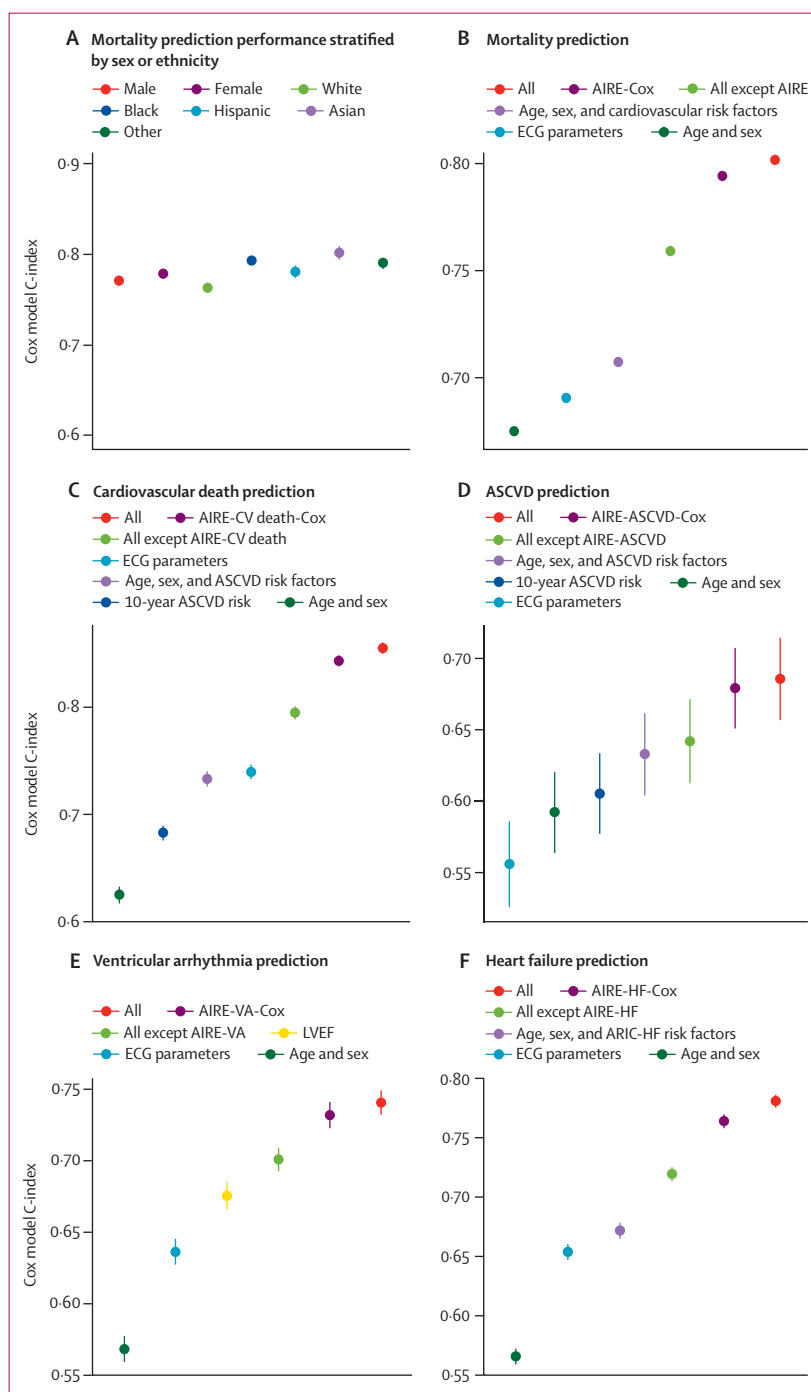 A Mortality prediction performance stratified
by sex or ethnicity
Male Female White
Black Hispanic Asian
Other
Cox model C-index
0·9
0·8
0·7
0·6
B Mortality prediction
All AIRE-Cox All except AIRE
Age, sex, and cardiovascular risk factors
ECG parameters Age and sex
0·80
0·75
0·70
C Cardiovascular death prediction
All AIRE-CV death-Cox
All except AIRE-CV death
ECG parameters
Age, sex, and ASCVD risk factors
10-year ASCVD risk Age and sex
Cox model C-index
0·8
0·7
0·6
D ASCVD prediction
All AIRE-ASCVD-Cox
All except AIRE-ASCVD
Age, sex, and ASCVD risk factors
10-year ASCVD risk Age and sex
ECG parameters
0·70
0·65
0·60
0·55
E Ventricular arrhythmia prediction
All AIRE-VA-Cox
All except AIRE-VA LVEF
ECG parameters Age and sex
Cox model C-index
0·75
0·70
0·65
0·60
0·55
F Heart failure prediction
All AIRE-HF-Cox
All except AIRE-HF
Age, sex, and ARIC-HF risk factors
ECG parameters Age and sex
0·80
0·75
0·70
0·65
0·60
0·55